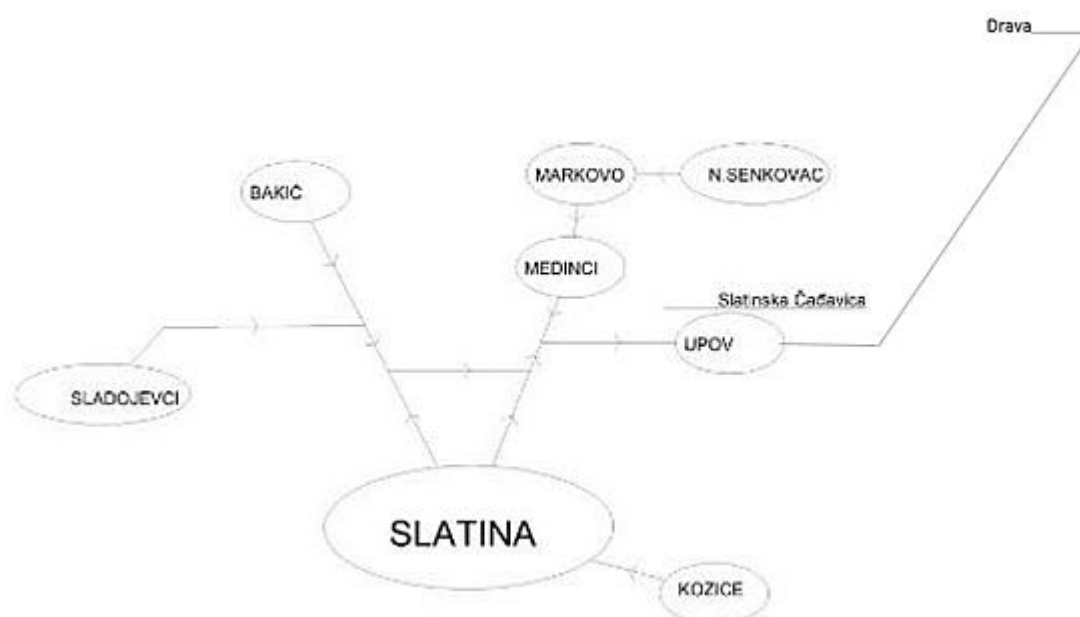 Drava
MARKOVO
N.SENKOVAC
BAKIĆ
MEDINCI
Slatinska Čađavica
UPOV
SLADOJEVCI
SLATINA
KOZICE